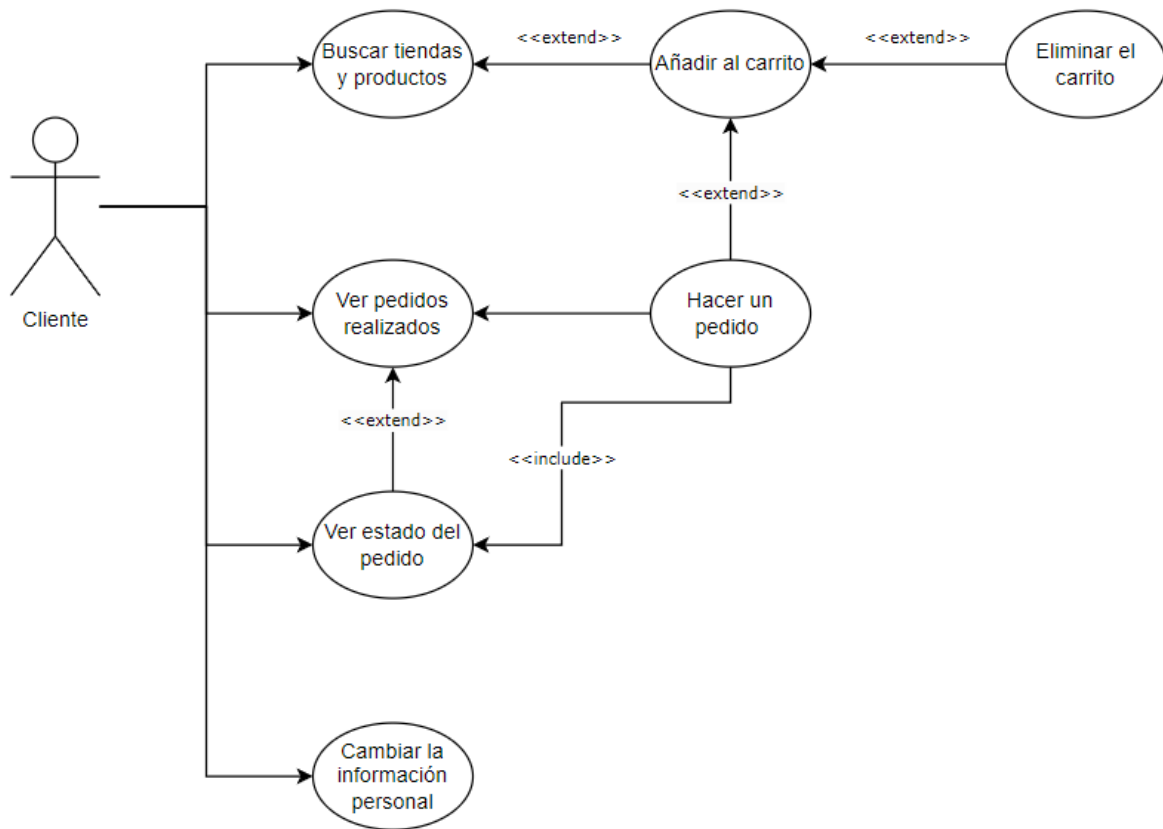 Buscar tiendas
y productos
<<extend>>
Añadir al carrito
<<extend>>
Eliminar el
carrito
<<extend>>
Cliente
Ver pedidos
realizados
Hacer un
pedido
<<extend>>
<<include>>
Ver estado del
pedido
Cambiar la
información
personal